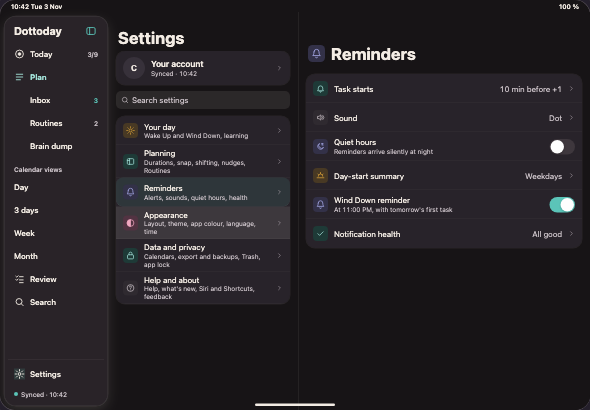 10:42 Tue 3 Nov
100 %
Dottoday
Today 3/9
Plan
Inbox 3
Routines 2
Brain dump
Calendar views
Day
3 days
Week
Month
Review
Search
Settings
Synced · 10:42
Settings
C
Your account
Synced · 10:42
Search settings
Your day
Wake Up and Wind Down, learning
Planning
Durations, snap, shifting, nudges,
Routines
Reminders
Alerts, sounds, quiet hours, health
Appearance
Layout, theme, app colour, language,
time
Data and privacy
Calendars, export and backups, Trash,
app lock
Help and about
Help, what's new, Siri and Shortcuts,
feedback
Reminders
Task starts 10 min before +1
Sound Dot
Quiet hours
Reminders arrive silently at night
Day-start summary Weekdays
Wind Down reminder
At 11:00 PM, with tomorrow's first task
Notification health All good